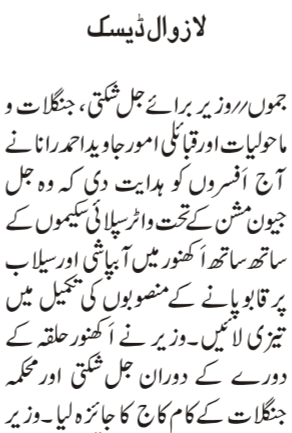 لازوال ڈیسک
جموں//وزیر برائے جل شکتی، جنگلات و
ماحولیات اور قبائلی امور جاوید احمد رانا نے
آج اَفسروں کو ہدایت دی کہ وہ جل
جیون مشن کے تحت واٹر سپلائی سکیموں کے
ساتھ ساتھ اَکھنور میں آبپاشی اور سیلاب
پر قابو پانے کے منصوبوں کی تکمیل میں
تیزی لائیں۔ وزیر نے اَکھنور حلقہ کے
دورے کے دوران جل شکتی اور محکمہ
جنگلات کے کام کاج کا جائزہ لیا۔ وزیر